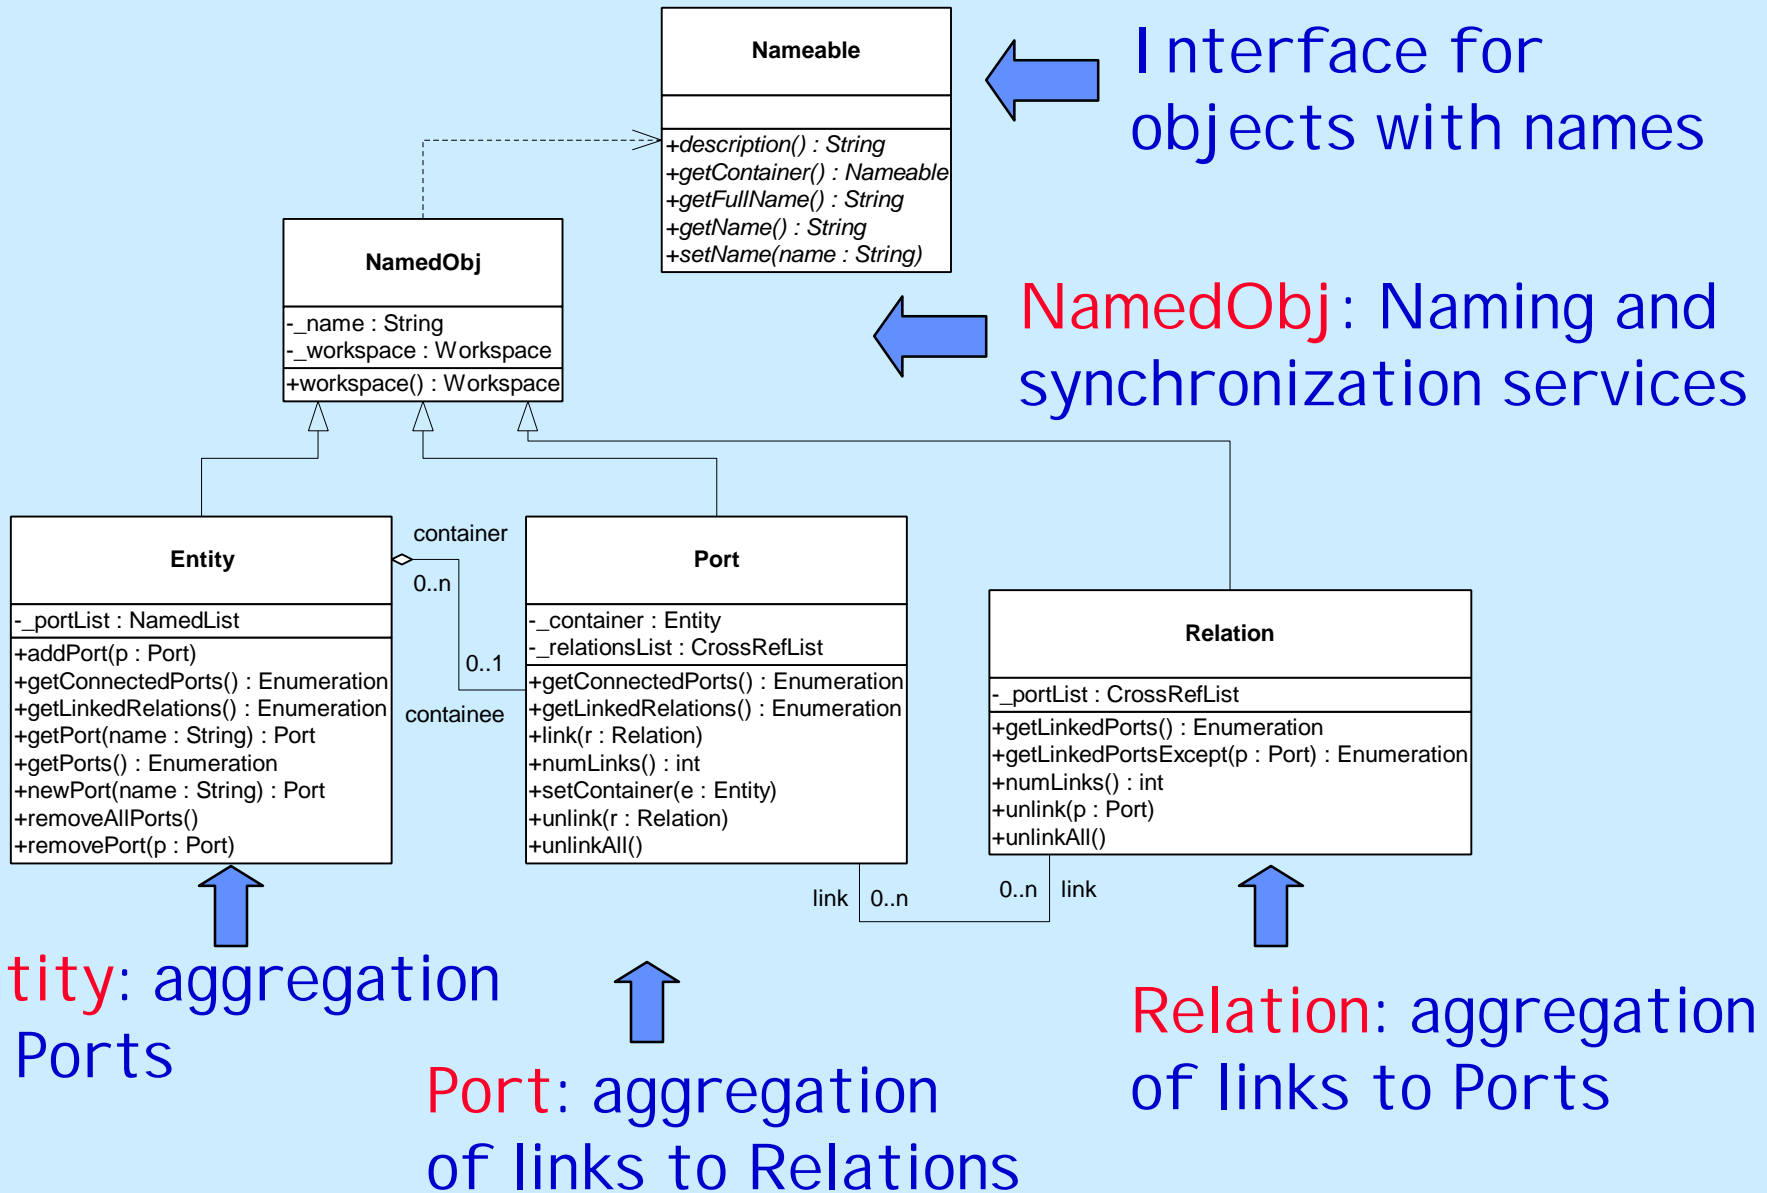 Nameable
+description() : String
+getContainer() : Nameable
+getFullName() : String
+getName() : String
+setName(name : String)
Interface for
objects with names
NamedObj
-_name : String
-_workspace : Workspace
+workspace() : Workspace
NamedObj: Naming and
synchronization services
Entity
-_portList : NamedList
+addPort(p : Port)
+getConnectedPorts() : Enumeration
+getLinkedRelations() : Enumeration
+getPort(name : String) : Port
+getPorts() : Enumeration
+newPort(name : String) : Port
+removeAllPorts()
+removePort(p : Port)
container
0..n
0..1
containee
Port
-_container : Entity
-_relationsList : CrossRefList
+getConnectedPorts() : Enumeration
+getLinkedRelations() : Enumeration
+link(r : Relation)
+numLinks() : int
+setContainer(e : Entity)
+unlink(r : Relation)
+unlinkAll()
Relation
-_portList : CrossRefList
+getLinkedPorts() : Enumeration
+getLinkedPortsExcept(p : Port) : Enumeration
+numLinks() : int
+unlink(p : Port)
+unlinkAll()
link 0..n
0..n link
tity: aggregation
Ports
Port: aggregation
of links to Relations
Relation: aggregation
of links to Ports